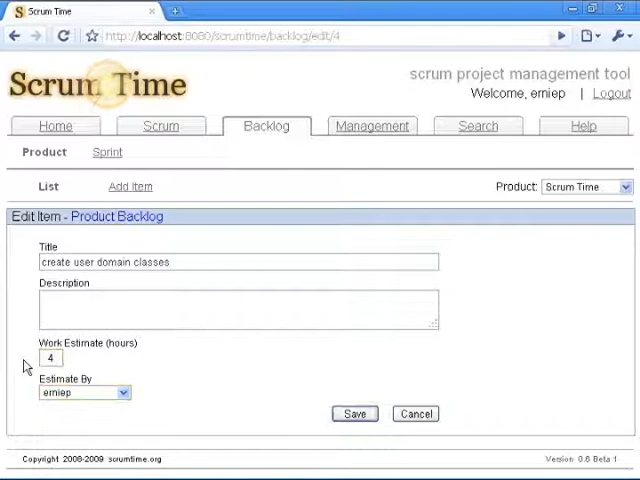 Scrum Time
http://localhost:8080/scrumtime/backlog/edit/4
Scrum Time
scrum project management tool
Welcome, erniep | Logout
Home
Scrum
Backlog
Management
Search
Help
Product
Sprint
List
Add Item
Product: Scrum Time
Edit Item - Product Backlog
Title
create user domain classes
Description
Work Estimate (hours)
4
Estimate By
erniep
Save
Cancel
Copyright 2008-2009 scrumtime.org
Version 0.6 Beta 1